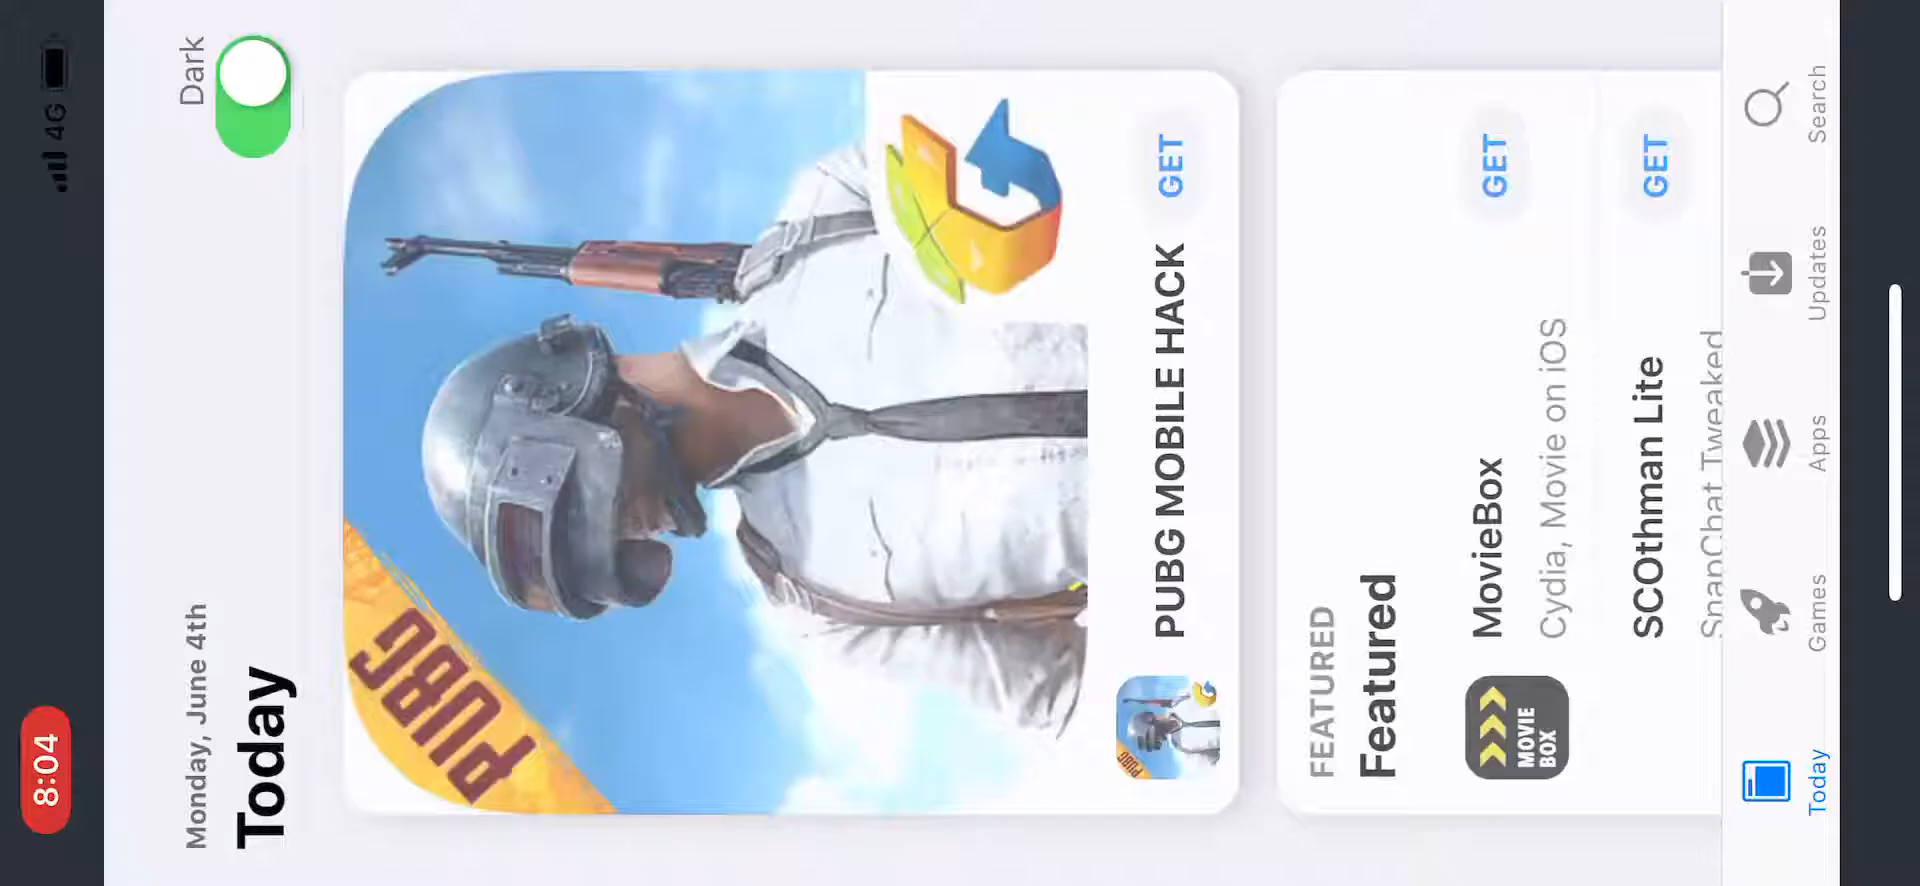 8:04
4G
Monday, June 4th
Dark
Today
PUBG
PUBG
PUBG MOBILE HACK
GET
FEATURED
Featured
MOVIE
BOX
MovieBox
Cydia, Movie on iOS
GET
SCOthman Lite
SnapChat Tweaked
GET
Today
Games
Apps
Updates
Search